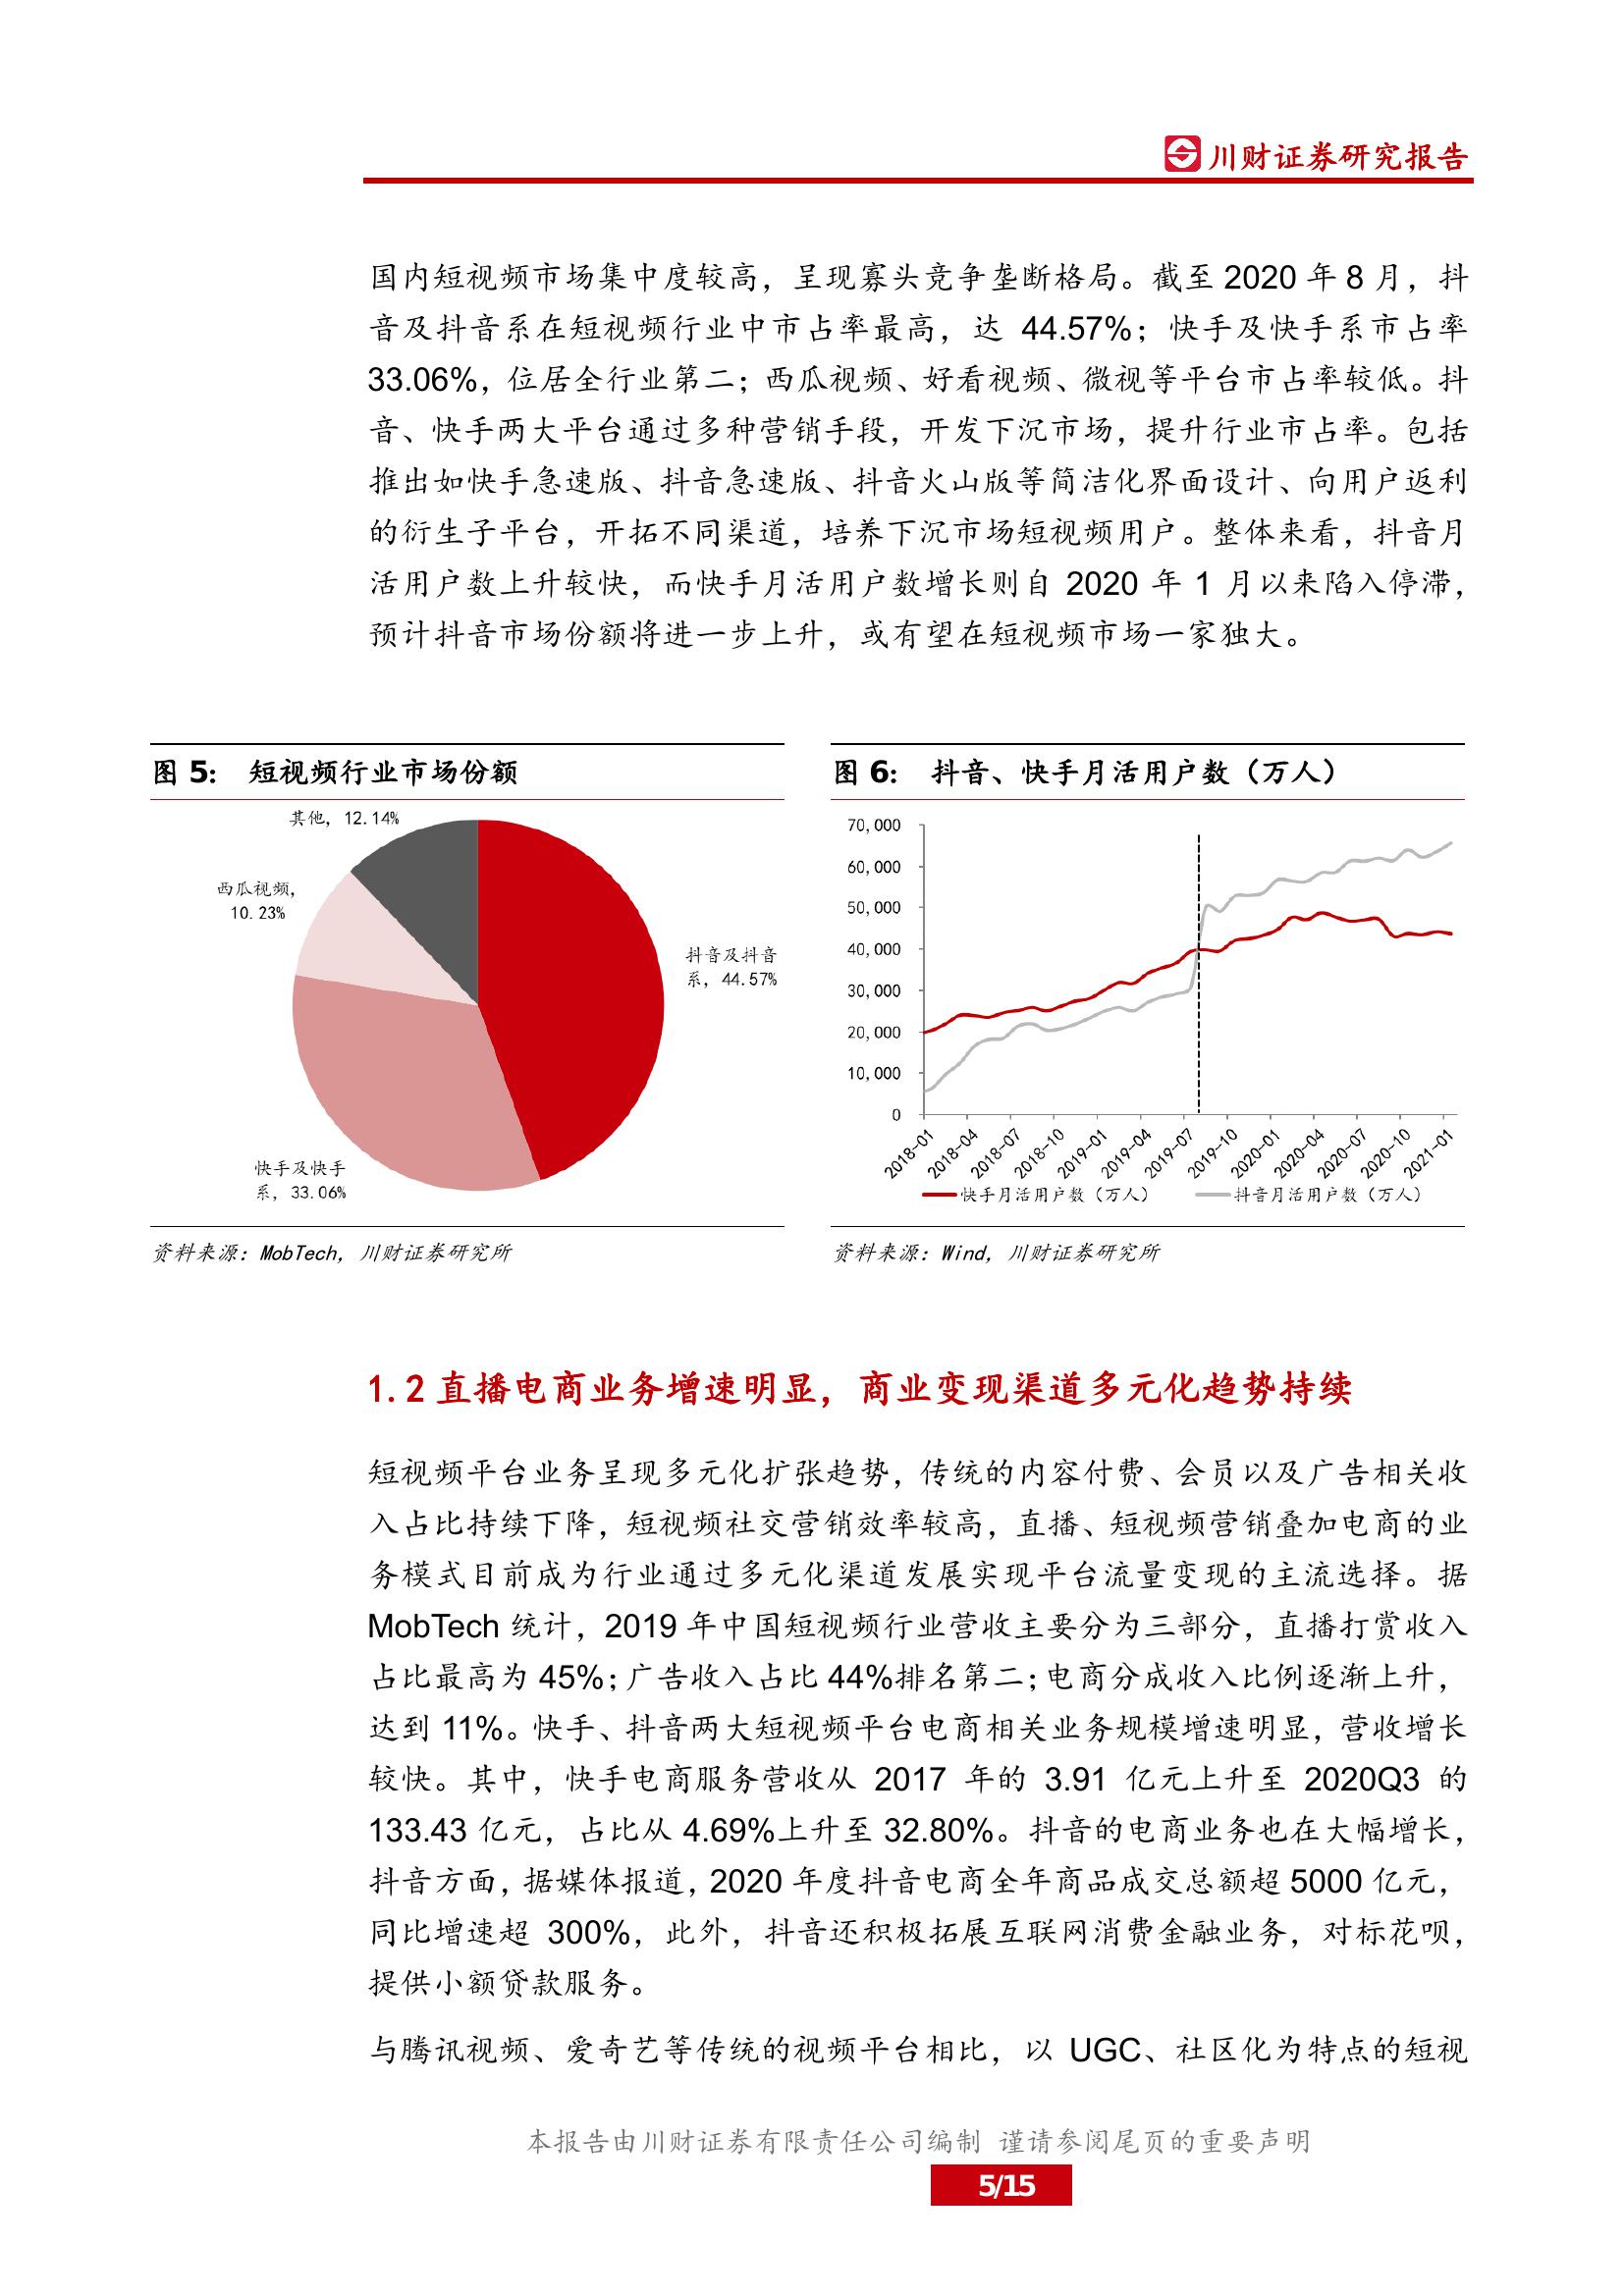 川财证券研究报告
国内短视频市场集中度较高，呈现寡头竞争垄断格局。截至 2020 年 8 月，抖
音及抖音系在短视频行业中市占率最高，达 44.57%；快手及快手系市占率
33.06%，位居全行业第二；西瓜视频、好看视频、微视等平台市占率较低。抖
音、快手两大平台通过多种营销手段，开发下沉市场，提升行业市占率。包括
推出如快手急速版、抖音急速版、抖音火山版等简洁化界面设计、向用户返利
的衍生子平台，开拓不同渠道，培养下沉市场短视频用户。整体来看，抖音月
活用户数上升较快，而快手月活用户数增长则自 2020 年 1 月以来陷入停滞，
预计抖音市场份额将进一步上升，或有望在短视频市场一家独大。
图 5: 短视频行业市场份额
其他，12.14%
西瓜视频，
10.23%
抖音及抖音
系，44.57%
快手及快手
系，33.06%
资料来源：MobTech，川财证券研究所
图 6: 抖音、快手月活用户数（万人）
70,000
60,000
50,000
40,000
30,000
20,000
10,000
0
2018-01
2018-04
2018-07
2018-10
2019-01
2019-04
2019-07
2019-10
2020-01
2020-04
2020-07
2020-10
2021-01
快手月活用户数（万人）
抖音月活用户数（万人）
资料来源：Wind，川财证券研究所
1.2 直播电商业务增速明显，商业变现渠道多元化趋势持续
短视频平台业务呈现多元化扩张趋势，传统的内容付费、会员以及广告相关收
入占比持续下降，短视频社交营销效率较高，直播、短视频营销叠加电商的业
务模式目前成为行业通过多元化渠道发展实现平台流量变现的主流选择。据
MobTech 统计，2019 年中国短视频行业营收主要分为三部分，直播打赏收入
占比最高为 45%；广告收入占比 44%排名第二；电商分成收入比例逐渐上升，
达到 11%。快手、抖音两大短视频平台电商相关业务规模增速明显，营收增长
较快。其中，快手电商服务营收从 2017 年的 3.91 亿元上升至 2020Q3 的
133.43 亿元，占比从 4.69%上升至 32.80%。抖音的电商业务也在大幅增长，
抖音方面，据媒体报道，2020 年度抖音电商全年商品成交总额超 5000 亿元，
同比增速超 300%，此外，抖音还积极拓展互联网消费金融业务，对标花呗，
提供小额贷款服务。
与腾讯视频、爱奇艺等传统的视频平台相比，以 UGC、社区化为特点的短视
本报告由川财证券有限责任公司编制 谨请参阅尾页的重要声明
5/15